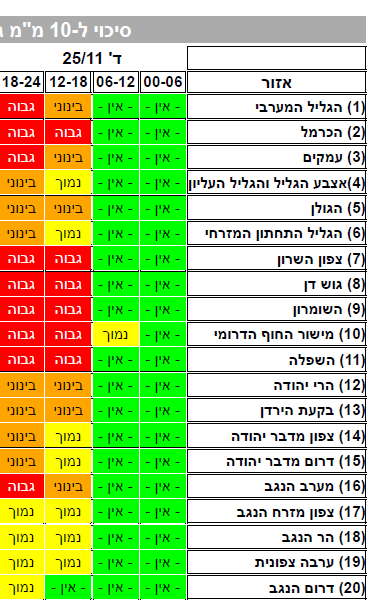 סיכוי ל-10 מ"מ
ד' 25/11
אזור 00-06 06-12 12-18 18-24
(1) הגליל המערבי - אין - - אין - בינוני גבוה
(2) הכרמל - אין - - אין - גבוה גבוה
(3) עמקים - אין - - אין - בינוני גבוה
(4)אצבע הגליל והגליל העליון - אין - - אין - נמוך בינוני
(5) הגולן - אין - - אין - בינוני בינוני
(6) הגליל התחתון המזרחי - אין - - אין - נמוך בינוני
(7) צפון השרון - אין - - אין - גבוה גבוה
(8) גוש דן - אין - - אין - גבוה גבוה
(9) השומרון - אין - - אין - גבוה גבוה
(10) מישור החוף הדרומי - אין - נמוך גבוה גבוה
(11) השפלה - אין - - אין - גבוה גבוה
(12) הרי יהודה - אין - - אין - בינוני בינוני
(13) בקעת הירדן - אין - - אין - בינוני בינוני
(14) צפון מדבר יהודה - אין - - אין - נמוך בינוני
(15) דרום מדבר יהודה - אין - - אין - נמוך בינוני
(16) מערב הנגב - אין - - אין - בינוני גבוה
(17) צפון מזרח הנגב - אין - - אין - נמוך נמוך
(18) הר הנגב - אין - - אין - נמוך נמוך
(19) ערבה צפונית - אין - - אין - נמוך נמוך
(20) דרום הנגב - אין - - אין - - אין - נמוך